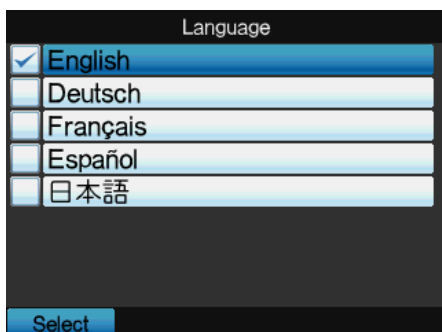 Language
English
Deutsch
Français
Español
日本語
Select